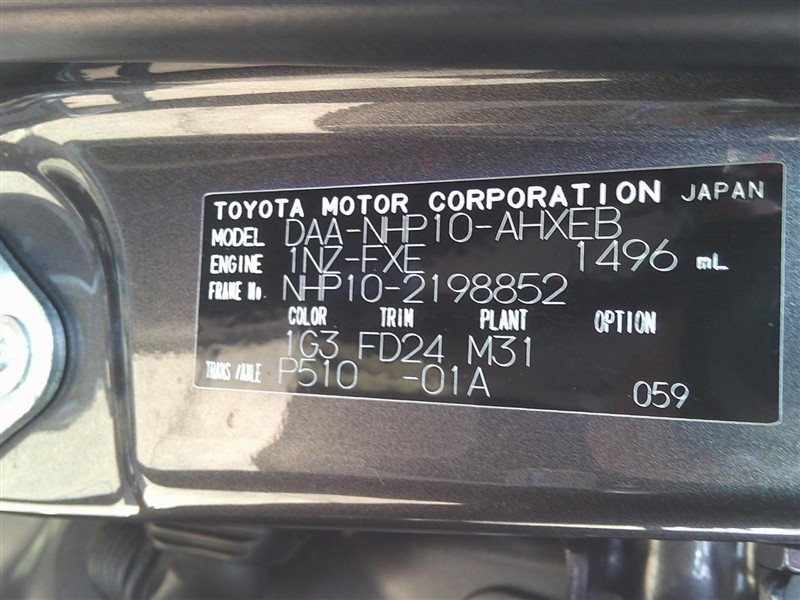 TOYOTA MOTOR CORPORATION JAPAN
MODEL DAA-NHP10-AHXEB
ENGINE 1NZ-FXE 1496 mL
FRAME No. NHP10-2198852
COLOR TRIM PLANT OPTION
1G3 FD24 M31
TRANS/AXLE P510 -01A 059